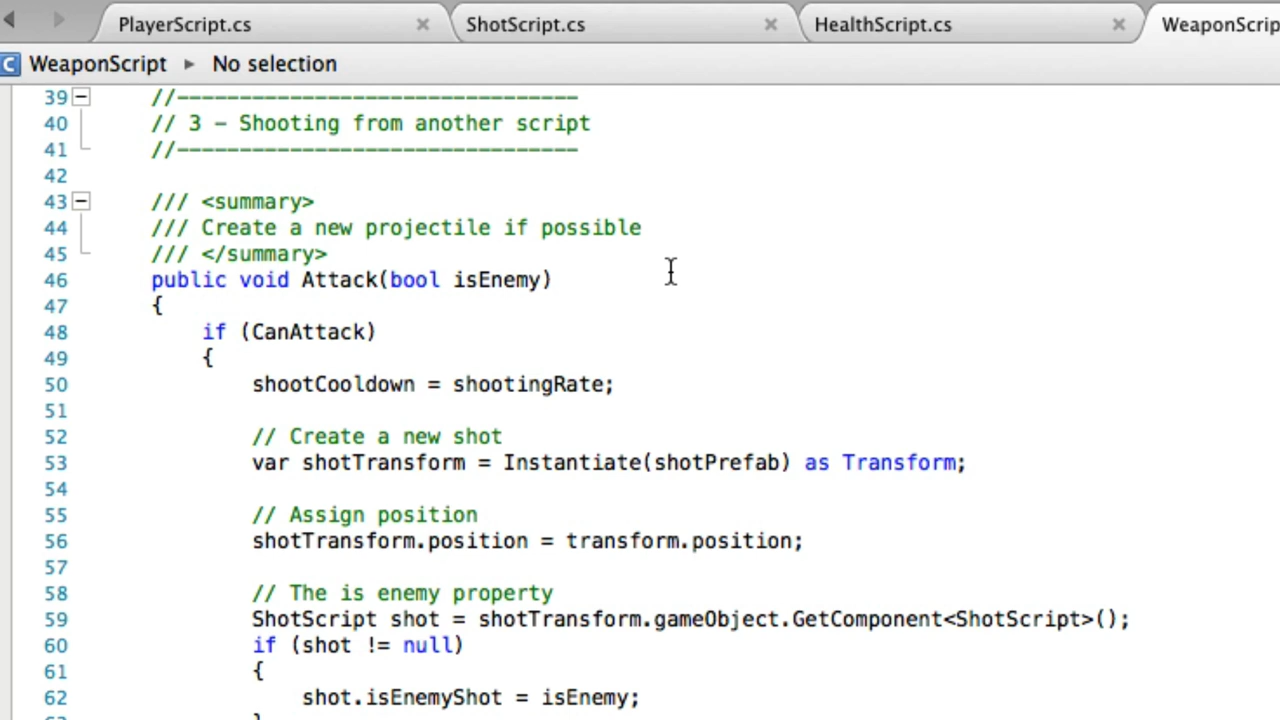 PlayerScript.cs
ShotScript.cs
HealthScript.cs
WeaponScrip
C WeaponScript ▸ No selection
39 //--------------------------------
40 // 3 - Shooting from another script
41 //--------------------------------
42
43 /// <summary>
44 /// Create a new projectile if possible
45 /// </summary>
46 public void Attack(bool isEnemy)
47 {
48 if (CanAttack)
49 {
50 shootCooldown = shootingRate;
51
52 // Create a new shot
53 var shotTransform = Instantiate(shotPrefab) as Transform;
54
55 // Assign position
56 shotTransform.position = transform.position;
57
58 // The is enemy property
59 ShotScript shot = shotTransform.gameObject.GetComponent<ShotScript>();
60 if (shot != null)
61 {
62 shot.isEnemyShot = isEnemy;